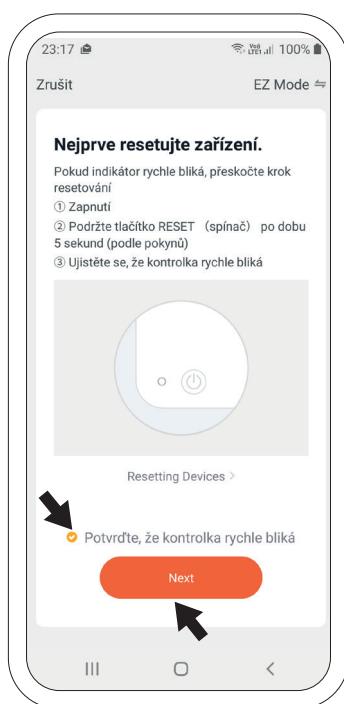 23:17 Voő LTE1 100%
Zrušit EZ Mode
Nejprve resetujte zařízení.
Pokud indikátor rychle bliká, přeskočte krok
resetování
① Zapnutí
② Podržte tlačítko RESET （spínač） po dobu
5 sekund (podle pokynů)
③ Ujistěte se, že kontrolka rychle bliká
Resetting Devices >
Potvrďte, že kontrolka rychle bliká
Next